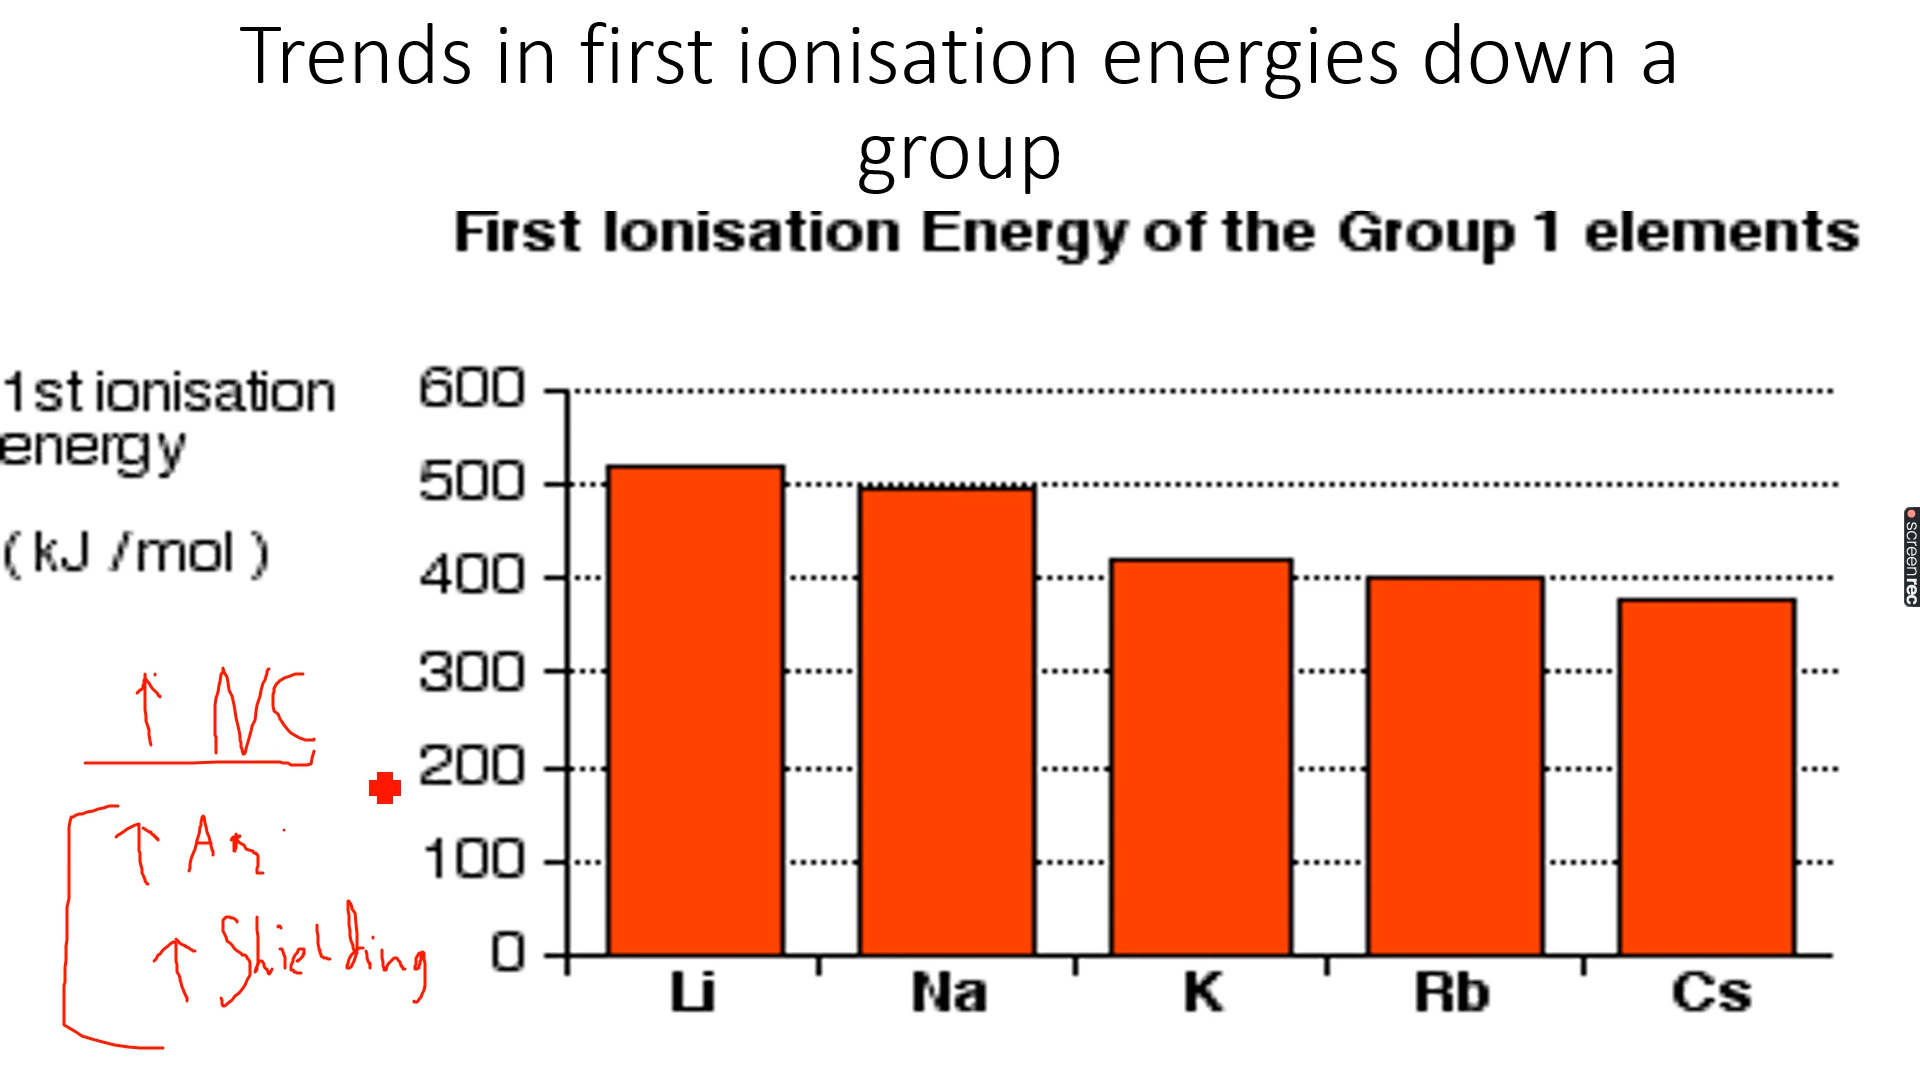 Trends in first ionisation energies down a
group
First Ionisation Energy of the Group 1 elements
1st ionisation
energy
(kJ /mol)
600
500
400
300
200
100
0
Li Na K Rb Cs
↑ NC
↑ A
↑ Shielding
screenrec